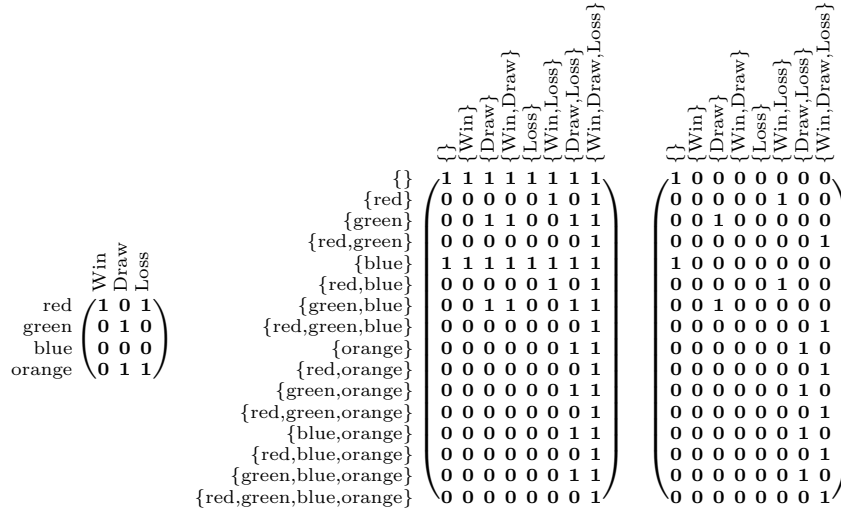 Win Draw Loss
red 1 0 1
green 0 1 0
blue 0 0 0
orange 0 1 1
{} {Win} {Draw} {Win,Draw} {Loss} {Win,Loss} {Draw,Loss} {Win,Draw,Loss} {} {Win} {Draw} {Win,Draw} {Loss} {Win,Loss} {Draw,Loss} {Win,Draw,Loss}
{} 1 1 1 1 1 1 1 1 1 0 0 0 0 0 0 0
{red} 0 0 0 0 0 1 0 1 0 0 0 0 0 1 0 0
{green} 0 0 1 1 0 0 1 1 0 0 1 0 0 0 0 0
{red,green} 0 0 0 0 0 0 0 1 0 0 0 0 0 0 0 1
{blue} 1 1 1 1 1 1 1 1 1 0 0 0 0 0 0 0
{red,blue} 0 0 0 0 0 1 0 1 0 0 0 0 0 1 0 0
{green,blue} 0 0 1 1 0 0 1 1 0 0 1 0 0 0 0 0
{red,green,blue} 0 0 0 0 0 0 0 1 0 0 0 0 0 0 0 1
{orange} 0 0 0 0 0 0 1 1 0 0 0 0 0 0 1 0
{red,orange} 0 0 0 0 0 0 0 1 0 0 0 0 0 0 0 1
{green,orange} 0 0 0 0 0 0 1 1 0 0 0 0 0 0 1 0
{red,green,orange} 0 0 0 0 0 0 0 1 0 0 0 0 0 0 0 1
{blue,orange} 0 0 0 0 0 0 1 1 0 0 0 0 0 0 1 0
{red,blue,orange} 0 0 0 0 0 0 0 1 0 0 0 0 0 0 0 1
{green,blue,orange} 0 0 0 0 0 0 1 1 0 0 0 0 0 0 1 0
{red,green,blue,orange} 0 0 0 0 0 0 0 1 0 0 0 0 0 0 0 1